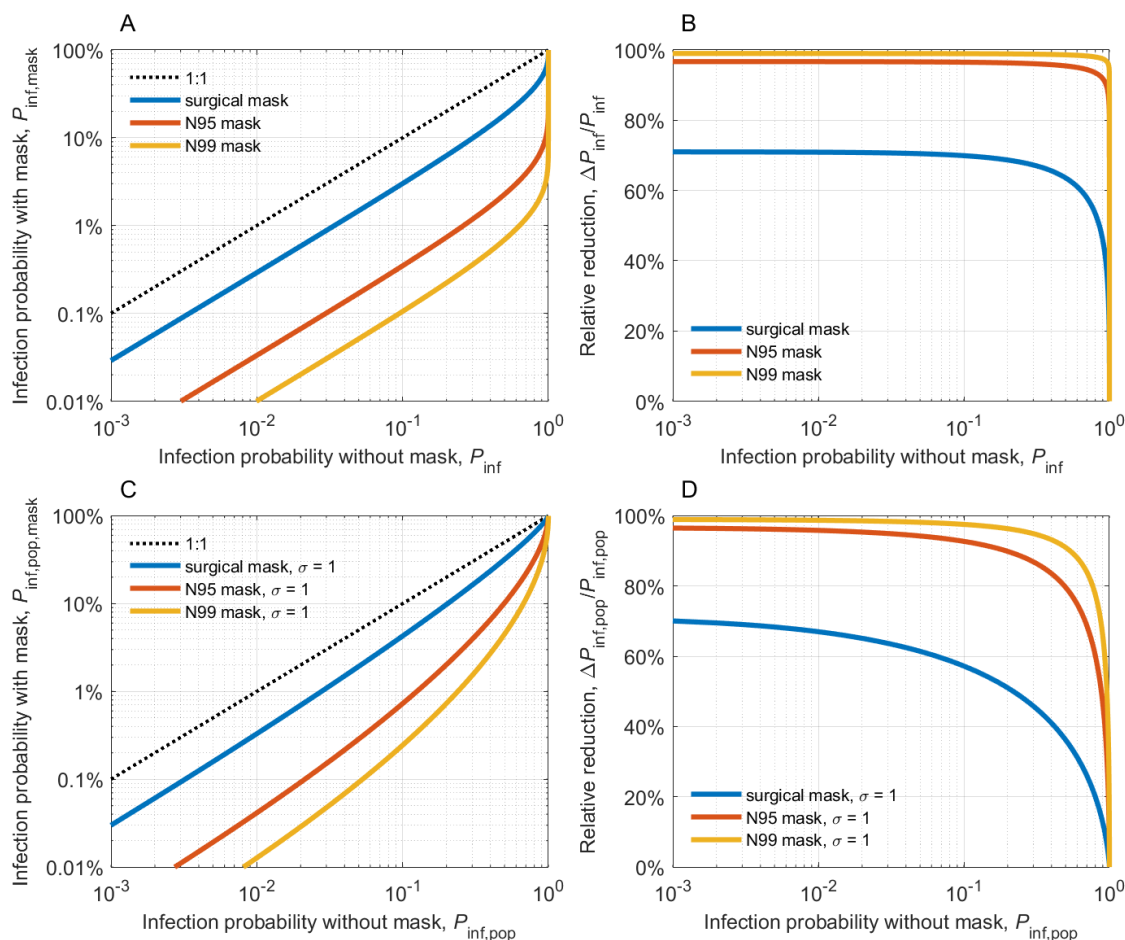 A
Infection probability with mask, P_inf,mask
100%
10%
1%
0.1%
0.01%
1:1
surgical mask
N95 mask
N99 mask
10^-3
10^-2
10^-1
10^0
Infection probability without mask, P_inf
B
Relative reduction, ΔP_inf/P_inf
100%
80%
60%
40%
20%
0%
surgical mask
N95 mask
N99 mask
10^-3
10^-2
10^-1
10^0
Infection probability without mask, P_inf
C
Infection probability with mask, P_inf,pop,mask
100%
10%
1%
0.1%
0.01%
1:1
surgical mask, σ = 1
N95 mask, σ = 1
N99 mask, σ = 1
10^-3
10^-2
10^-1
10^0
Infection probability without mask, P_inf,pop
D
Relative reduction, ΔP_inf,pop/P_inf,pop
100%
80%
60%
40%
20%
0%
surgical mask, σ = 1
N95 mask, σ = 1
N99 mask, σ = 1
10^-3
10^-2
10^-1
10^0
Infection probability without mask, P_inf,pop